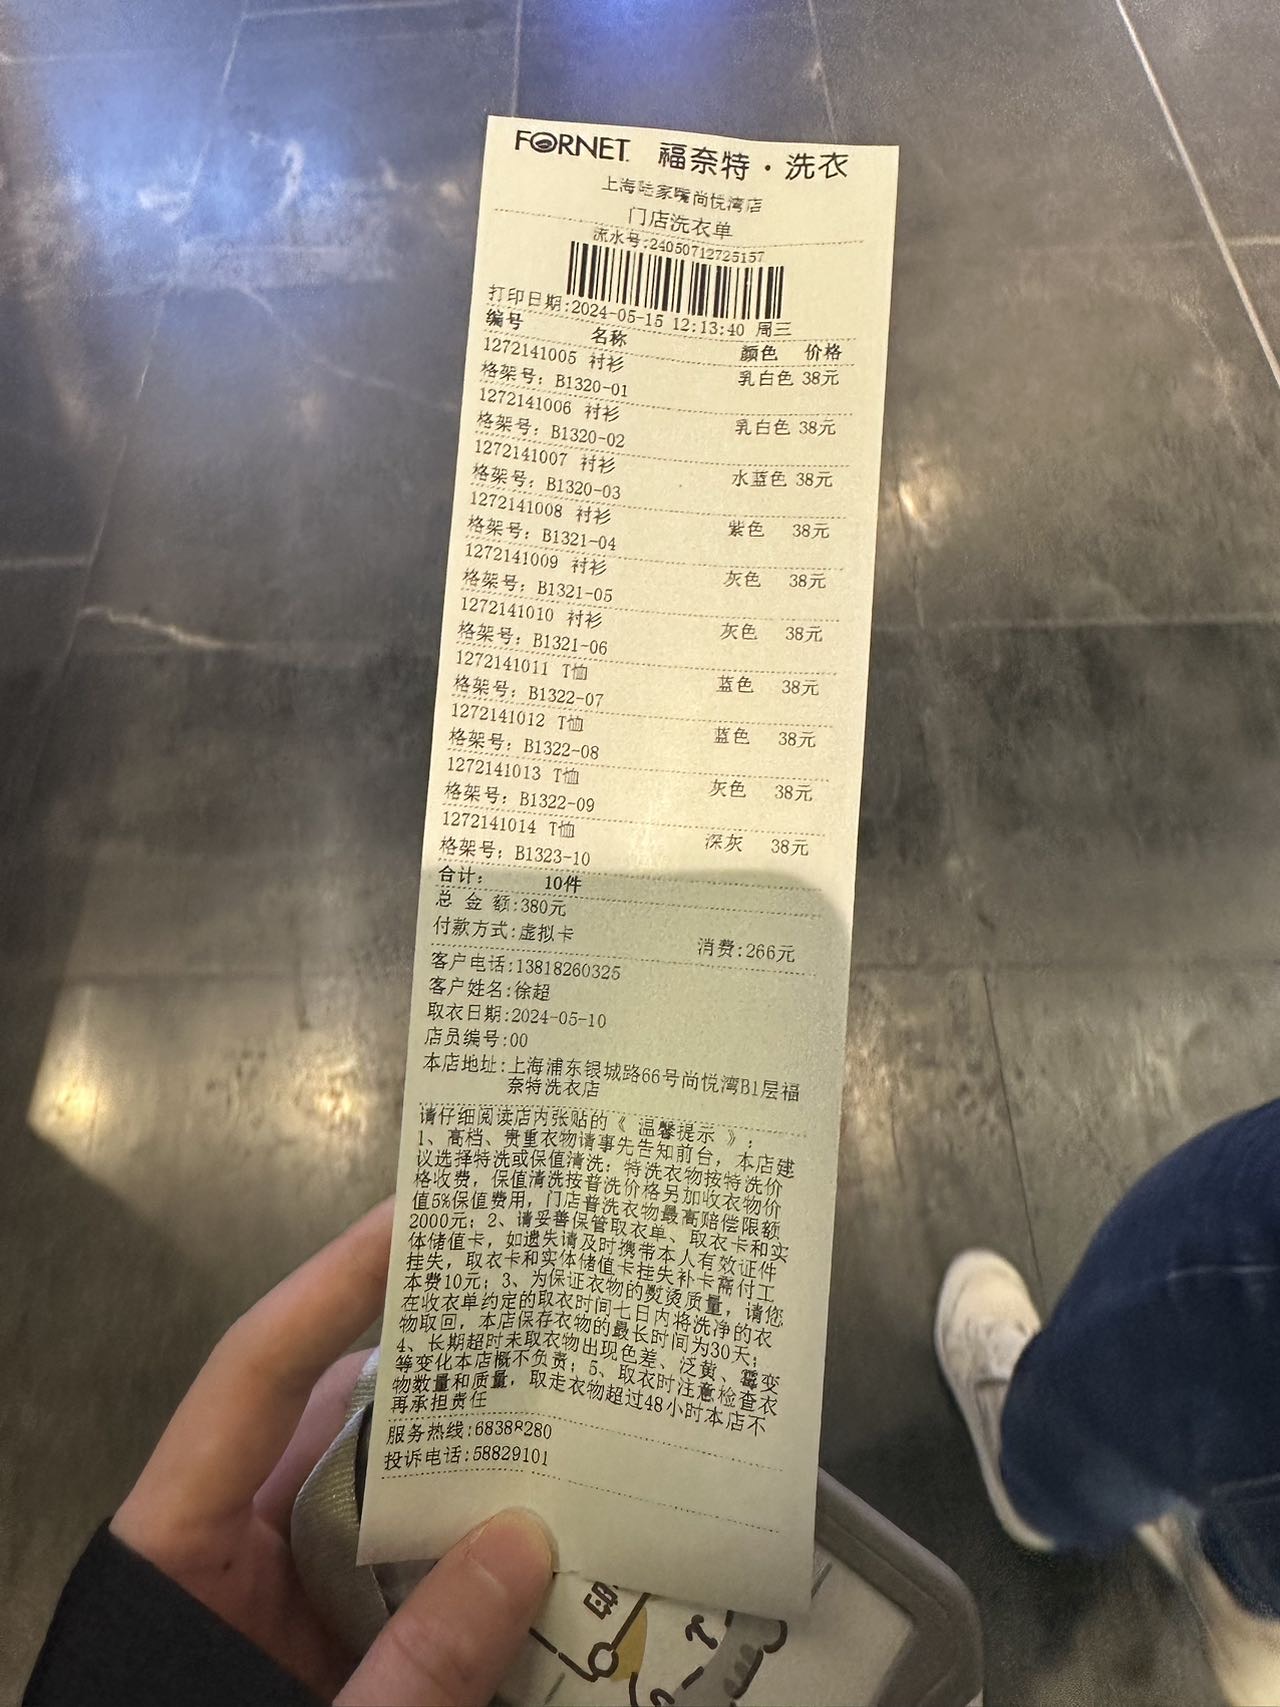 FORNET. 福奈特·洗衣
上海陆家嘴尚悦湾店
门店洗衣单
流水号:24050712725157
打印日期:2024-05-15 12:13:40 周三
编号 名称 颜色 价格
1272141005 衬衫 乳白色 38元
格架号: B1320-01
1272141006 衬衫 乳白色 38元
格架号: B1320-02
1272141007 衬衫 水蓝色 38元
格架号: B1320-03
1272141008 衬衫 紫色 38元
格架号: B1321-04
1272141009 衬衫 灰色 38元
格架号: B1321-05
1272141010 衬衫 灰色 38元
格架号: B1321-06
1272141011 T恤 蓝色 38元
格架号: B1322-07
1272141012 T恤 蓝色 38元
格架号: B1322-08
1272141013 T恤 灰色 38元
格架号: B1322-09
1272141014 T恤 深灰 38元
格架号: B1323-10
合计: 10件
总 金 额:380元
付款方式:虚拟卡 消费:266元
客户电话:13818260325
客户姓名:徐超
取衣日期:2024-05-10
店员编号:00
本店地址:上海浦东银城路66号尚悦湾B1层福
奈特洗衣店
请仔细阅读店内张贴的《 温馨提示 》:
1、高档、贵重衣物请事先告知前台，本店建
议选择特洗或保值清洗: 特洗衣物按特洗价
格收费，保值清洗按普洗价格另加收衣物价
值5%保值费用，门店普洗衣物最高赔偿限额
2000元; 2、请妥善保管取衣单、取衣卡和实
体储值卡，如遗失请及时携带本人有效证件
挂失，取衣卡和实体储值卡挂失补卡需付工
本费10元; 3、为保证衣物的熨烫质量，请您
在收衣单约定的取衣时间七日内将洗净的衣
物取回，本店保存衣物的最长时间为30天;
4、长期超时未取衣物出现色差、泛黄、霉变
等变化本店概不负责; 5、取衣时注意检查衣
物数量和质量，取走衣物超过48小时本店不
再承担责任
服务热线:68388280
投诉电话:58829101